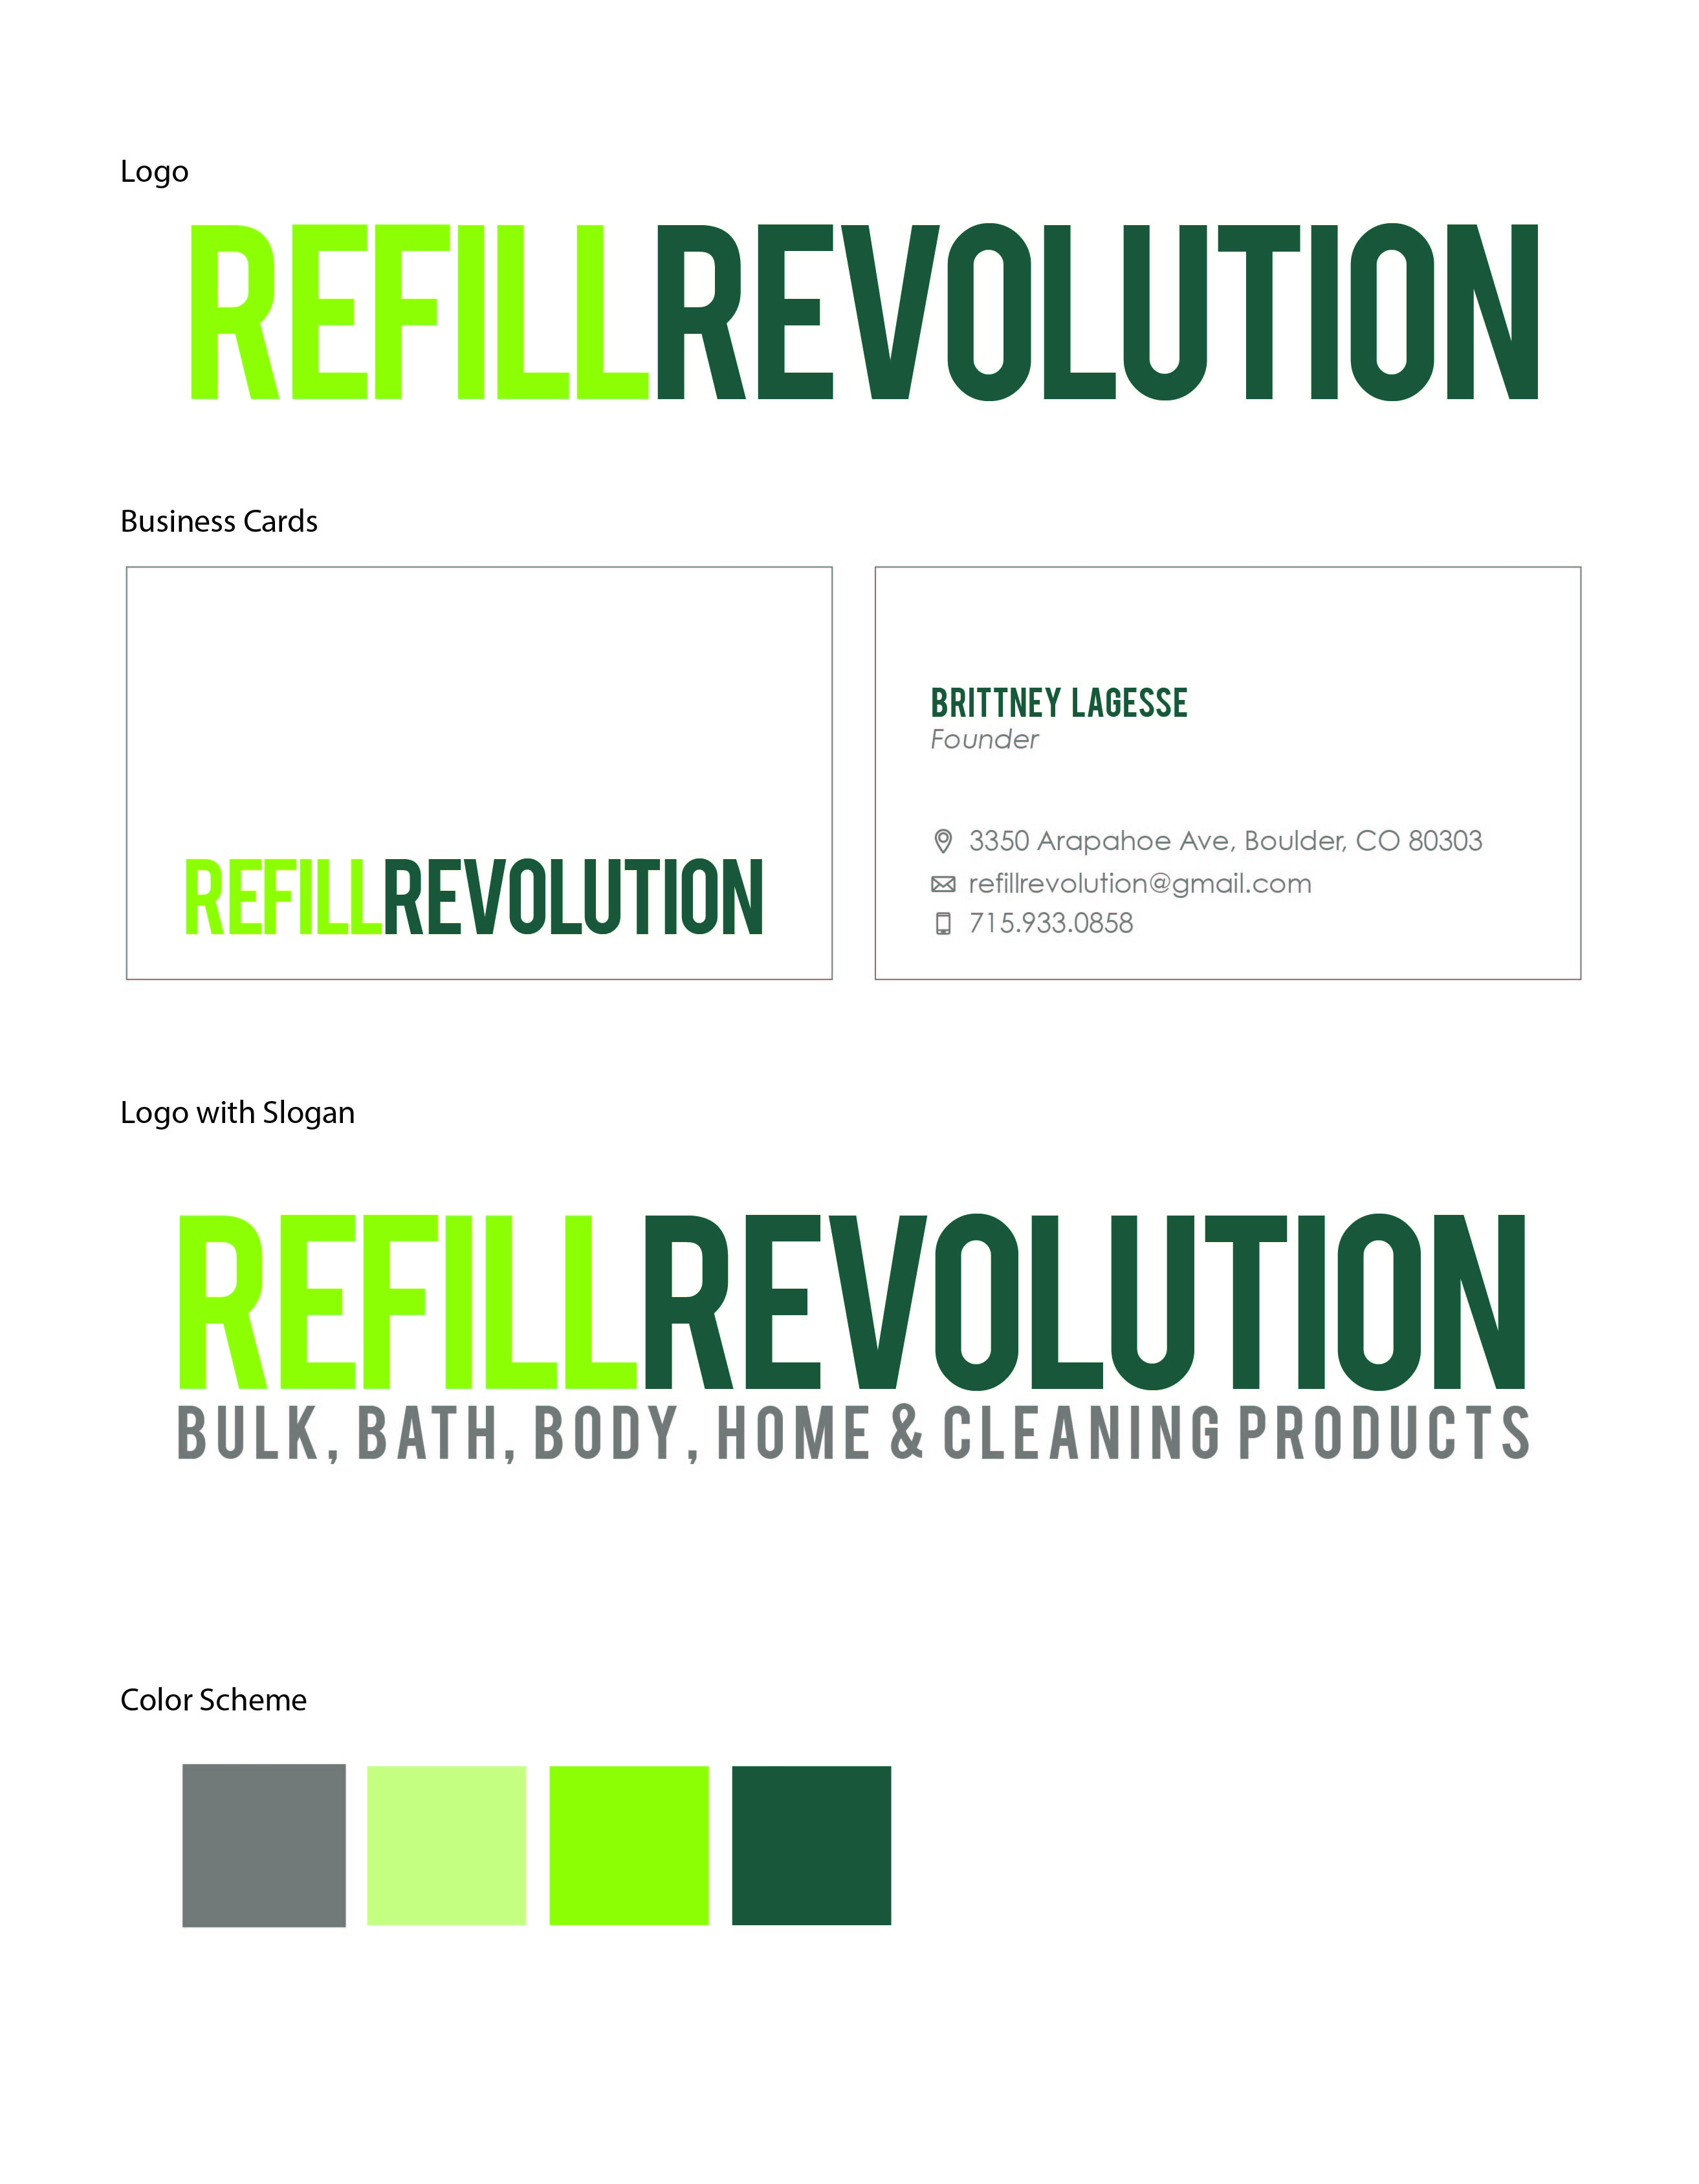 Logo
REFILLREVOLUTION
Business Cards
REFILLREVOLUTION
BRITTNEY LAGESSE
Founder
3350 Arapahoe Ave, Boulder, CO 80303
refillrevolution@gmail.com
715.933.0858
Logo with Slogan
REFILLREVOLUTION
BULK, BATH, BODY, HOME & CLEANING PRODUCTS
Color Scheme